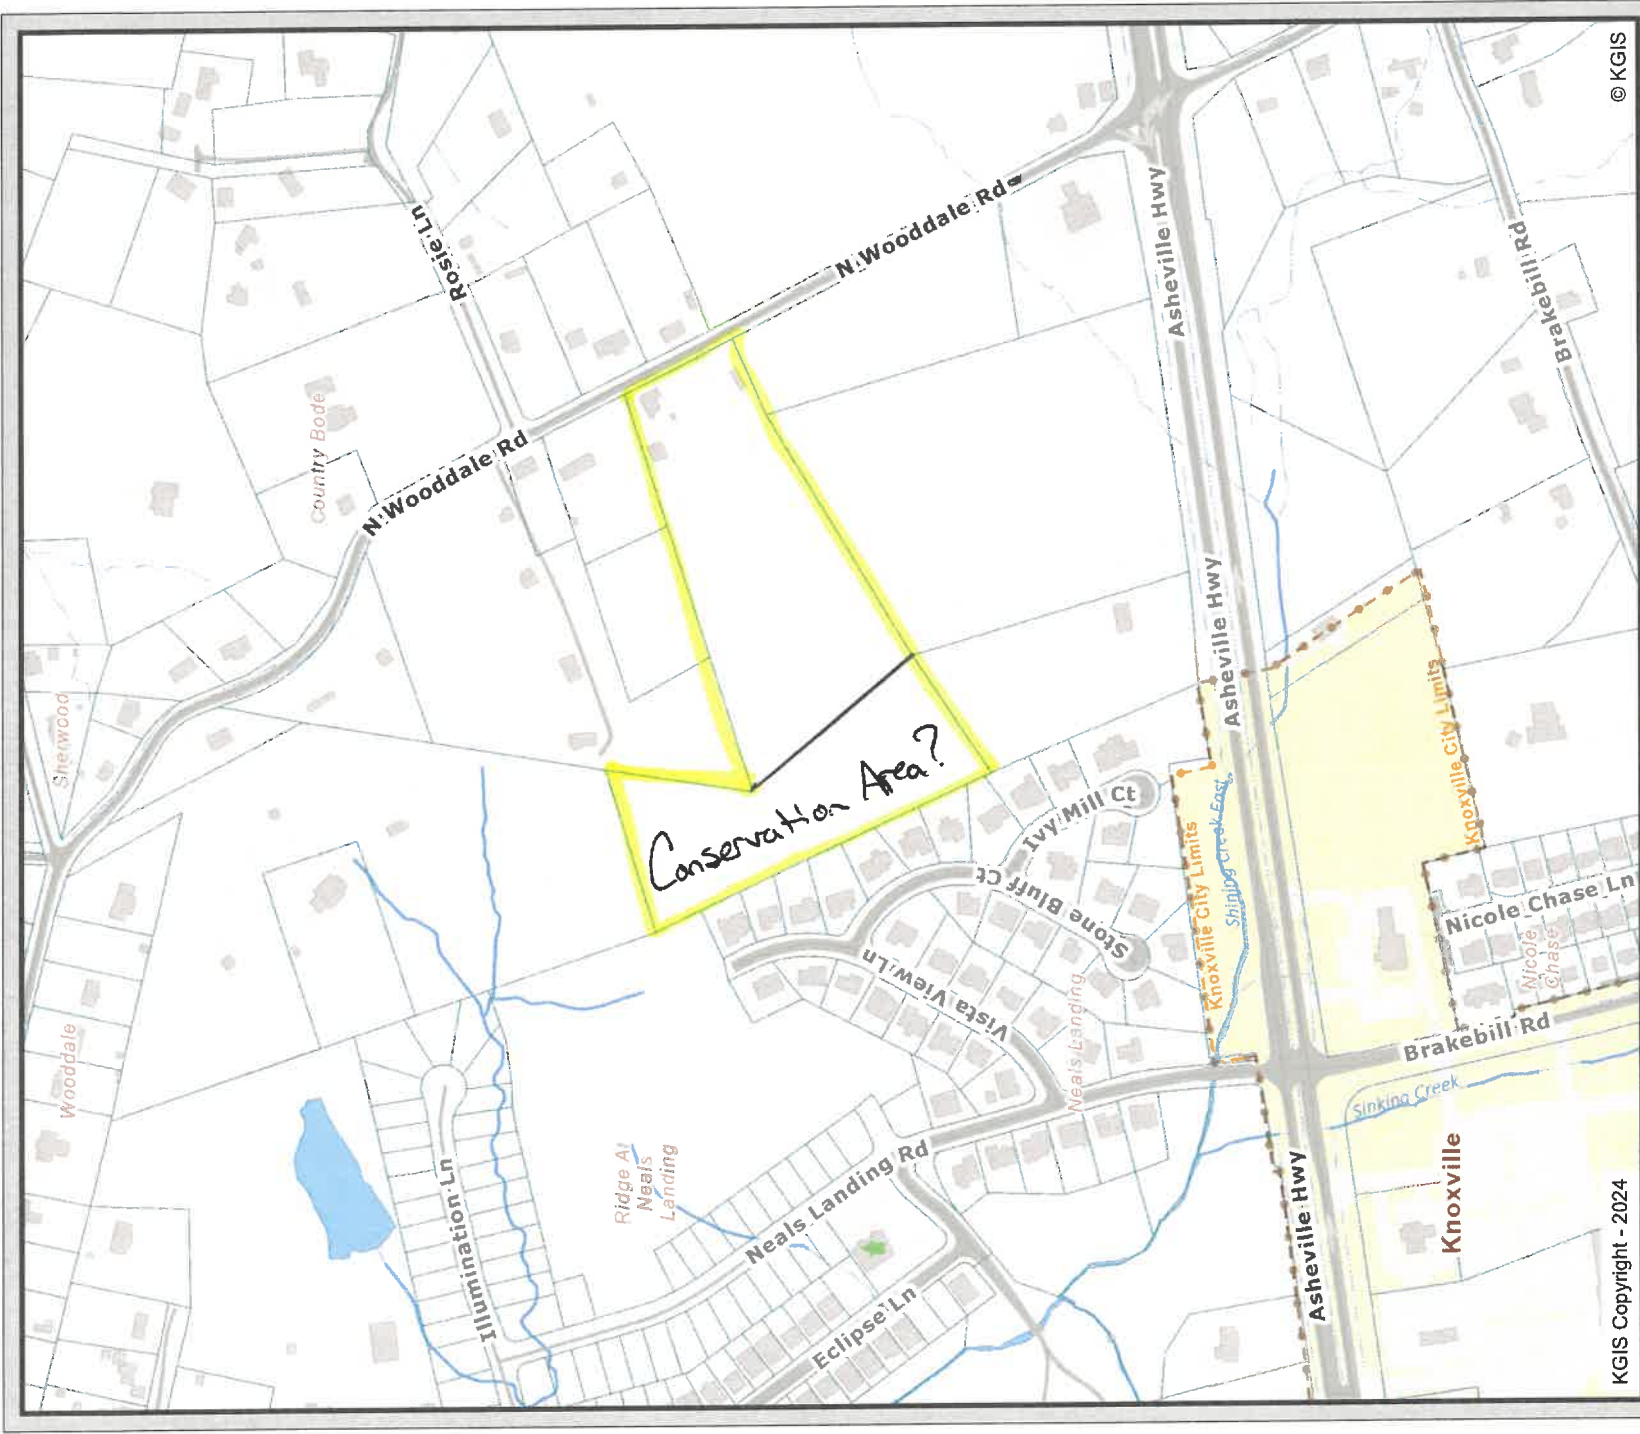 © KGIS
Rosie Ln
N Wooddale Rd
Asheville Hwy
Brakebill Rd
Country Bode
N Wooddale Rd
Sherwood
Asheville Hwy
Knoxville City Limits
Conservation Area?
Ivy Mill Ct
Stone Bluff Ct
Knoxville City Limits
Shining Creek East
Nicole Chase Ln
Nicole
Chase
Vista View Ln
Neals Landing
Wooddale
Brakebill Rd
Sinking Creek
Illumination Ln
Ridge At
Neals
Landing
Neals Landing Rd
Eclipse Ln
Asheville Hwy
Knoxville
KGIS Copyright - 2024